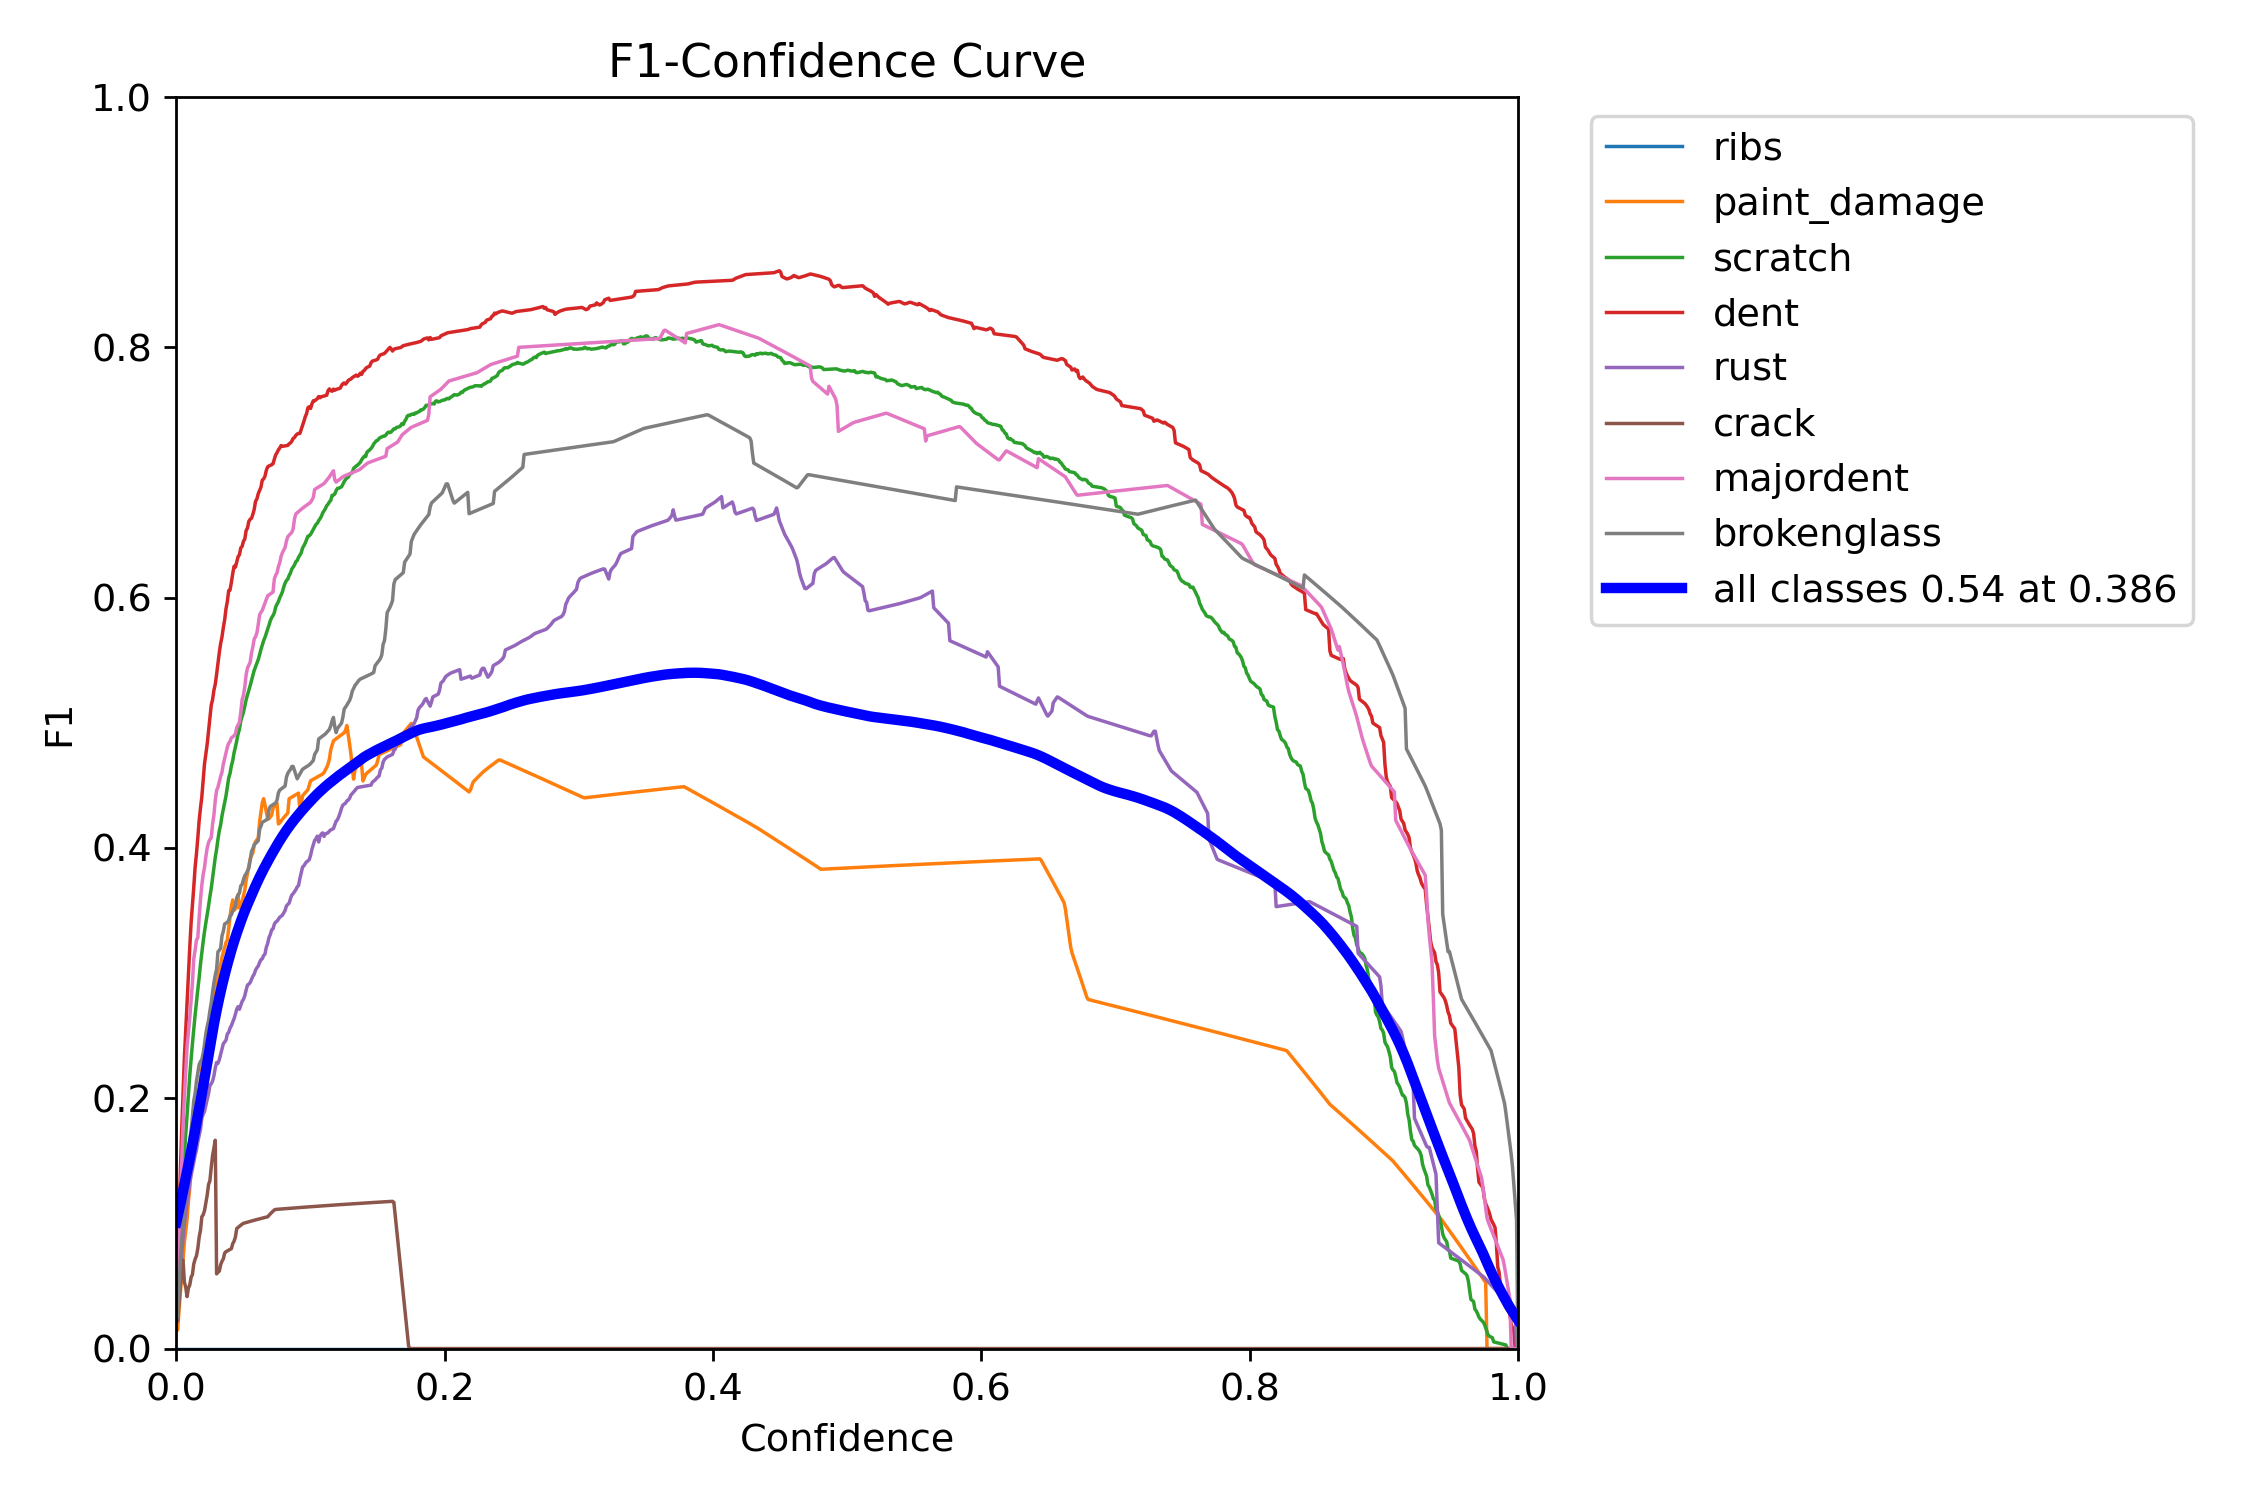 F1-Confidence Curve
1.0
0.8
0.6
0.4
0.2
0.0
F1
0.0 0.2 0.4 0.6 0.8 1.0
Confidence
ribs
paint_damage
scratch
dent
rust
crack
majordent
brokenglass
all classes 0.54 at 0.386